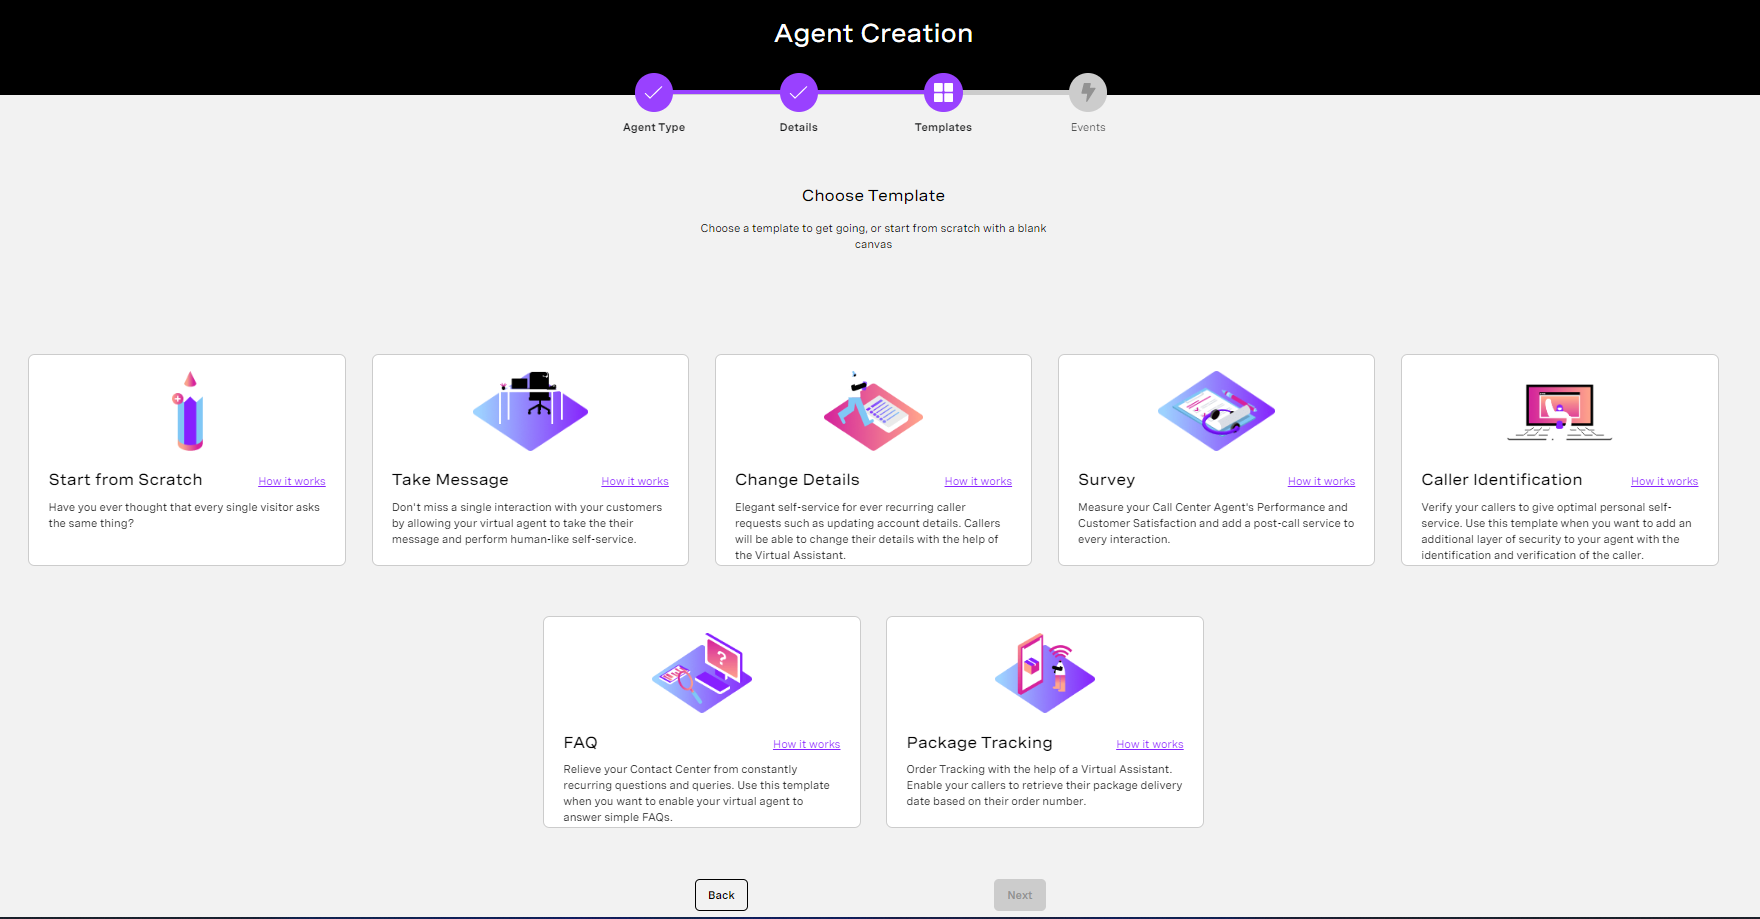 Agent Creation
Agent Type
Details
Templates
Events
Choose Template
Choose a template to get going, or start from scratch with a blank
canvas
Start from Scratch
How it works
Have you ever thought that every single visitor asks
the same thing?
Take Message
How it works
Don't miss a single interaction with your customers
by allowing your virtual agent to take the their
message and perform human-like self-service.
Change Details
How it works
Elegant self-service for ever recurring caller
requests such as updating account details. Callers
will be able to change their details with the help of
the Virtual Assistant.
Survey
How it works
Measure your Call Center Agent's Performance and
Customer Satisfaction and add a post-call service to
every interaction.
Caller Identification
How it works
Verify your callers to give optimal personal self-
service. Use this template when you want to add an
additional layer of security to your agent with the
identification and verification of the caller.
?
FAQ
How it works
Relieve your Contact Center from constantly
recurring questions and queries. Use this template
when you want to enable your virtual agent to
answer simple FAQs.
Package Tracking
How it works
Order Tracking with the help of a Virtual Assistant.
Enable your callers to retrieve their package delivery
date based on their order number.
Back
Next